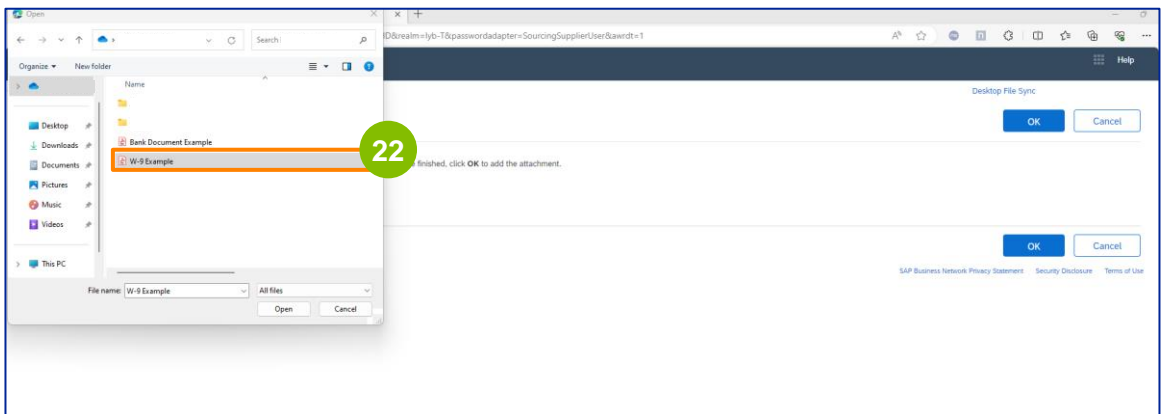 Open
ID&realm=lyb-T&passwordadapter=SourcingSupplierUser&awrdt=1
Search
Organize
New folder
Help
Name
Desktop File Sync
OK
Cancel
Desktop
Downloads
Documents
Pictures
Music
Videos
This PC
Bank Document Example
W-9 Example
22
finished, click OK to add the attachment.
OK
Cancel
SAP Business Network Privacy Statement Security Disclosure Terms of Use
File name: W-9 Example
All files
Open
Cancel